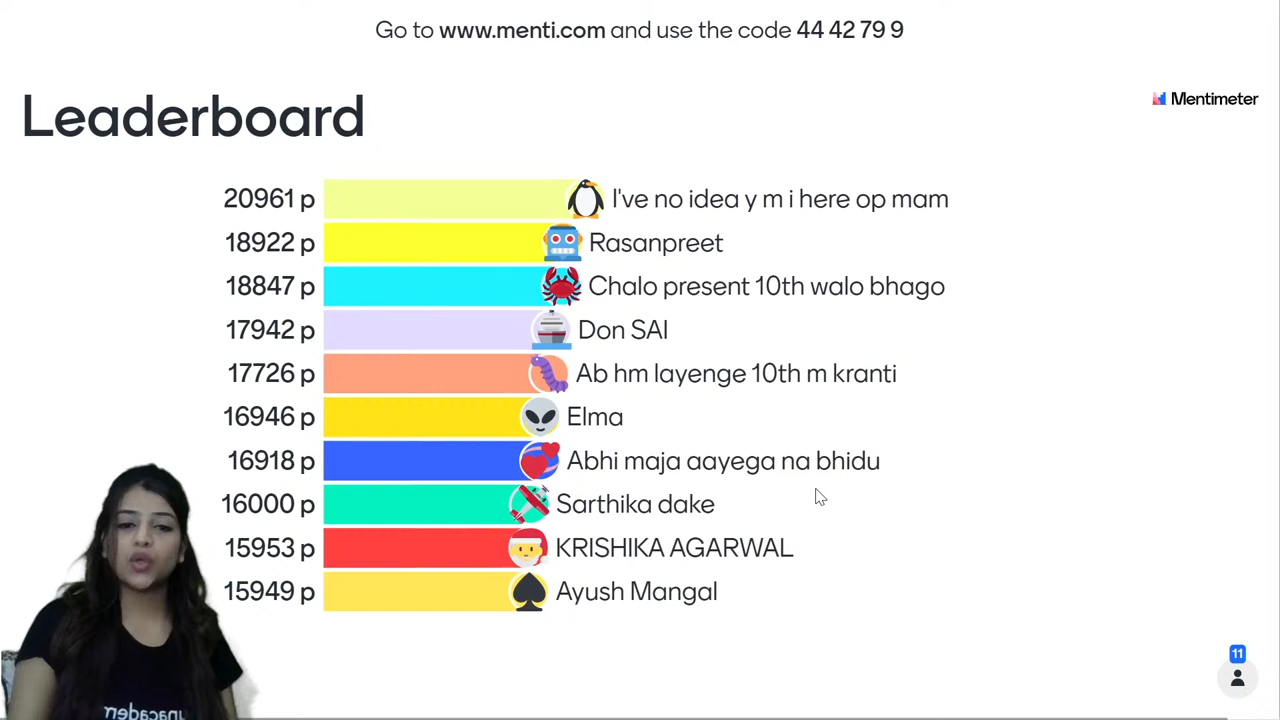 Go to www.menti.com and use the code 44 42 79 9
Leaderboard
Mentimeter
20961 p I've no idea y m i here op mam
18922 p Rasanpreet
18847 p Chalo present 10th walo bhago
17942 p Don SAI
17726 p Ab hm layenge 10th m kranti
16946 p Elma
16918 p Abhi maja aayega na bhidu
16000 p Sarthika dake
15953 p KRISHIKA AGARWAL
15949 p Ayush Mangal
11